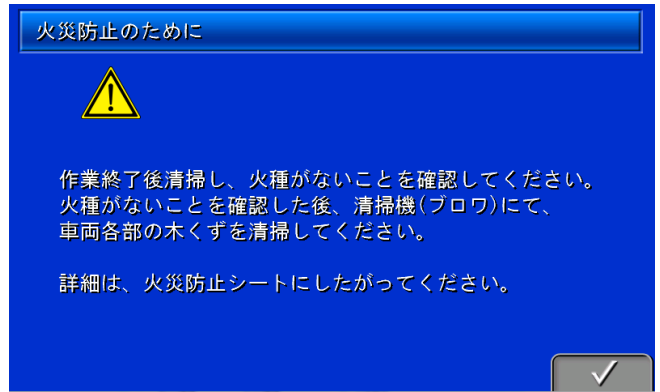 火災防止のために
作業終了後清掃し、火種がないことを確認してください。
火種がないことを確認した後、清掃機(ブロワ)にて、
車両各部の木くずを清掃してください。
詳細は、火災防止シートにしたがってください。